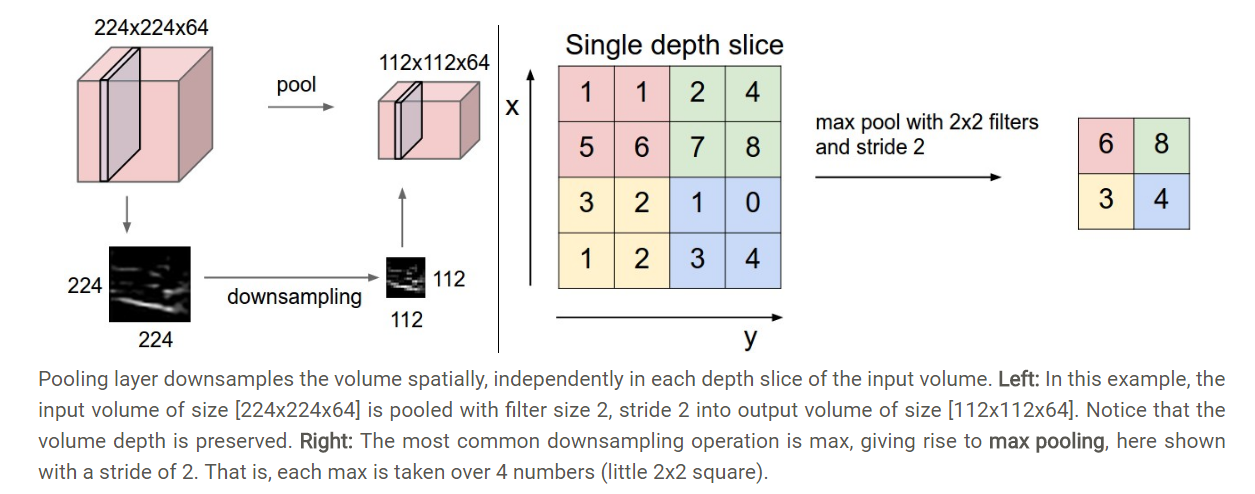 224x224x64
pool
112x112x64
224
224
downsampling
112
112
Single depth slice
x
1 1 2 4
5 6 7 8
3 2 1 0
1 2 3 4
y
max pool with 2x2 filters
and stride 2
6 8
3 4
Pooling layer downsamples the volume spatially, independently in each depth slice of the input volume. Left: In this example, the
input volume of size [224x224x64] is pooled with filter size 2, stride 2 into output volume of size [112x112x64]. Notice that the
volume depth is preserved. Right: The most common downsampling operation is max, giving rise to max pooling, here shown
with a stride of 2. That is, each max is taken over 4 numbers (little 2x2 square).